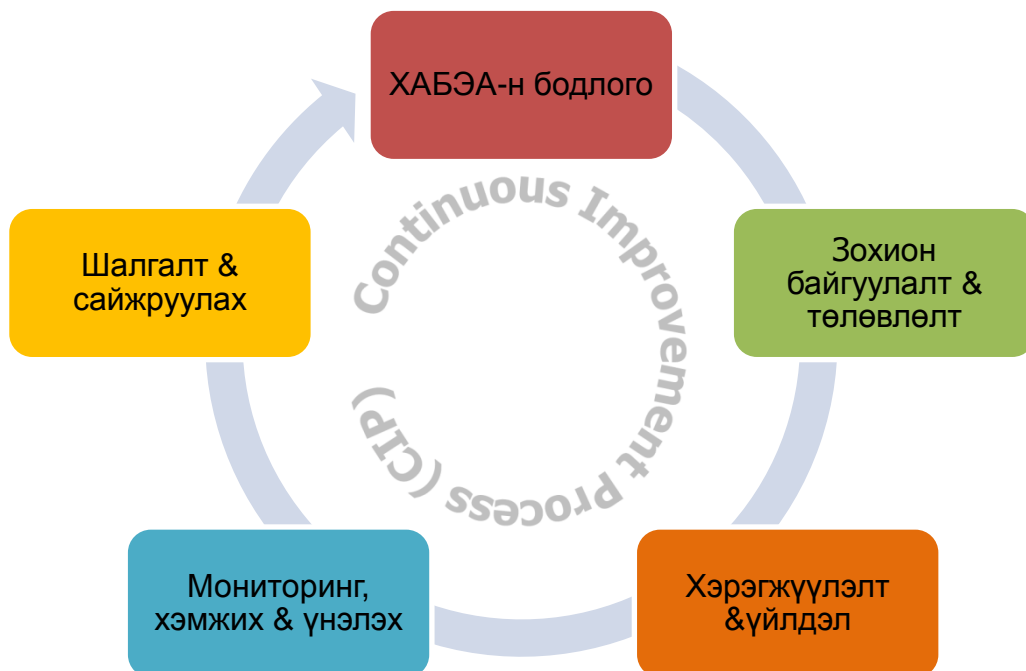 ХАБЭА-н бодлого
Зохион
байгуулалт &
төлөвлөлт
Хэрэгжүүлэлт
&үйлдэл
Мониторинг,
хэмжих & үнэлэх
Шалгалт &
сайжруулах
Continuous Improvement Process (CIP)